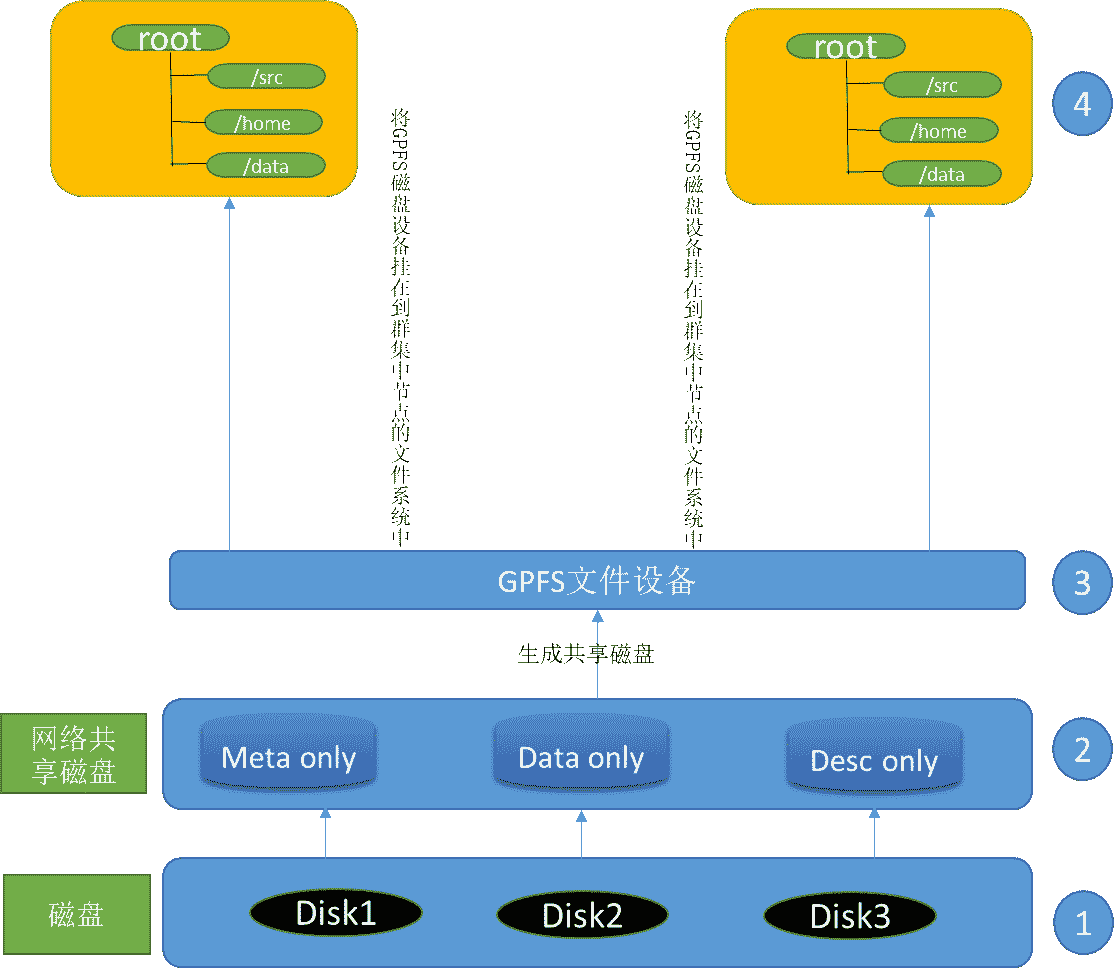 root
/src
/home
/data
root
/src
/home
/data
4
将GPFS磁盘设备挂在到群集中节点的文件系统中
将GPFS磁盘设备挂在到群集中节点的文件系统中
GPFS文件设备
3
生成共享磁盘
网络共
享磁盘
Meta only
Data only
Desc only
2
磁盘
Disk1
Disk2
Disk3
1